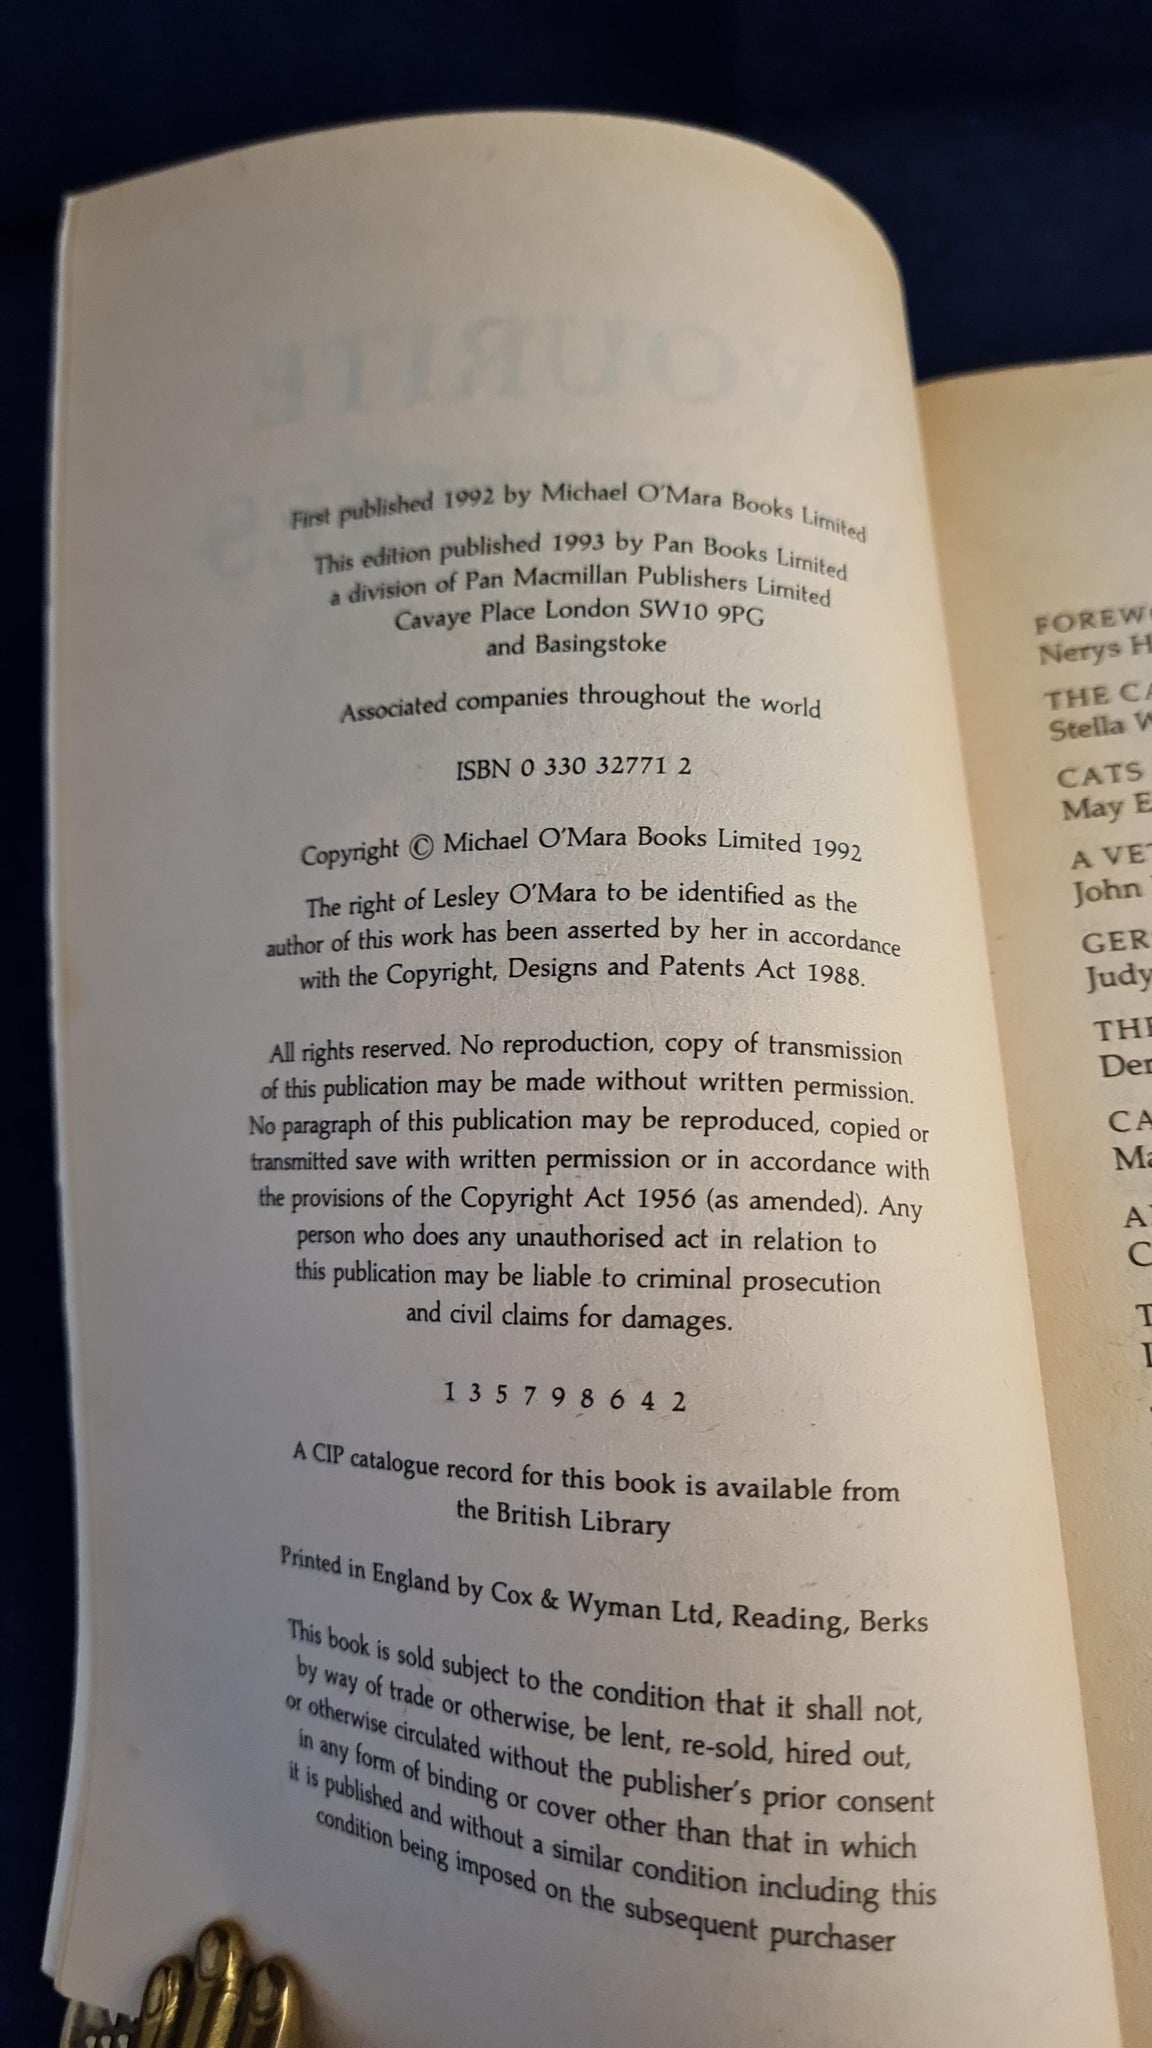 First published 1992 by Michael O'Mara Books Limited
This edition published 1993 by Pan Books Limited
a division of Pan Macmillan Publishers Limited
Cavaye Place London SW10 9PG
and Basingstoke
Associated companies throughout the world
ISBN 0 330 32771 2
Copyright © Michael O'Mara Books Limited 1992
The right of Lesley O'Mara to be identified as the
author of this work has been asserted by her in accordance
with the Copyright, Designs and Patents Act 1988.
All rights reserved. No reproduction, copy of transmission
of this publication may be made without written permission.
No paragraph of this publication may be reproduced, copied or
transmitted save with written permission or in accordance with
the provisions of the Copyright Act 1956 (as amended). Any
person who does any unauthorised act in relation to
this publication may be liable to criminal prosecution
and civil claims for damages.
1 3 5 7 9 8 6 4 2
A CIP catalogue record for this book is available from
the British Library
Printed in England by Cox & Wyman Ltd, Reading, Berks
This book is sold subject to the condition that it shall not,
by way of trade or otherwise, be lent, re-sold, hired out,
or otherwise circulated without the publisher's prior consent
in any form of binding or cover other than that in which
it is published and without a similar condition including this
condition being imposed on the subsequent purchaser
Nerys
THE
Stella
CATS
May
A
John
Judy